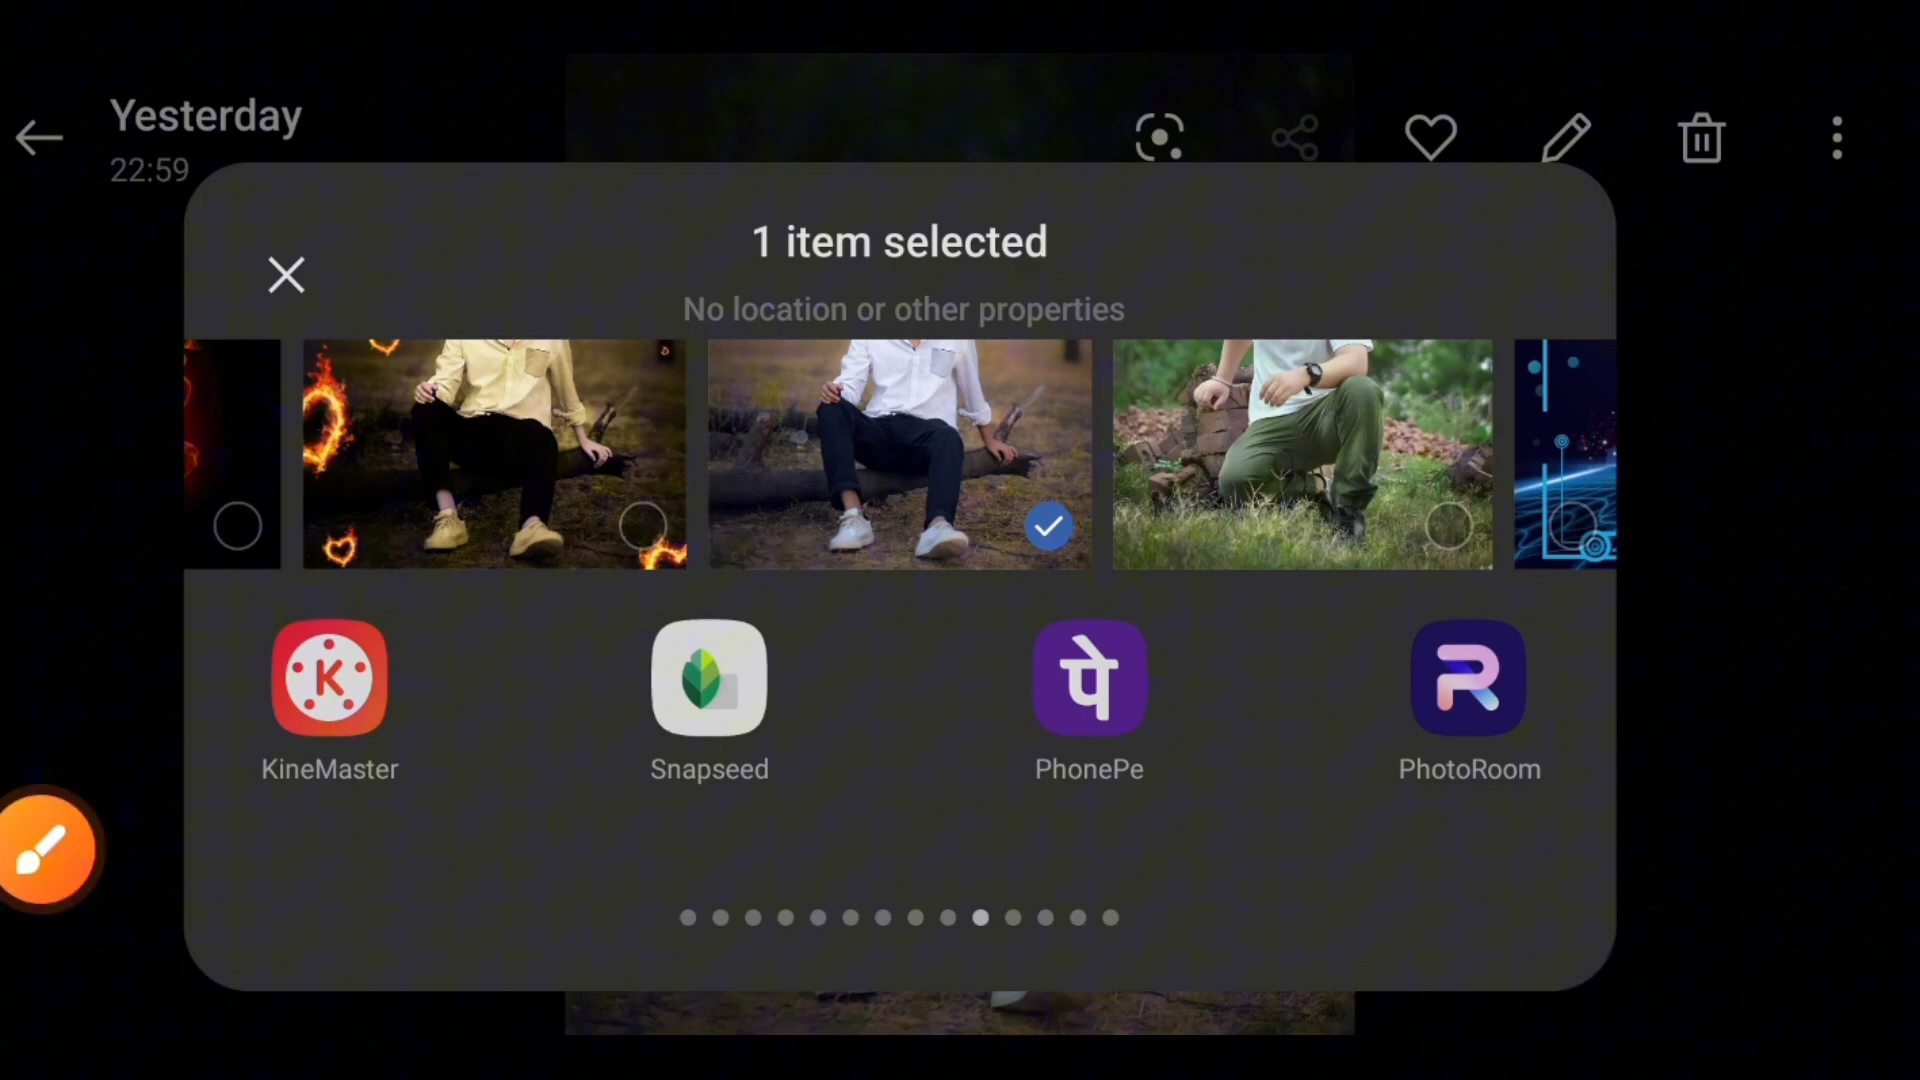 Yesterday
22:59
1 item selected
No location or other properties
K
पे
R
KineMaster
Snapseed
PhonePe
PhotoRoom